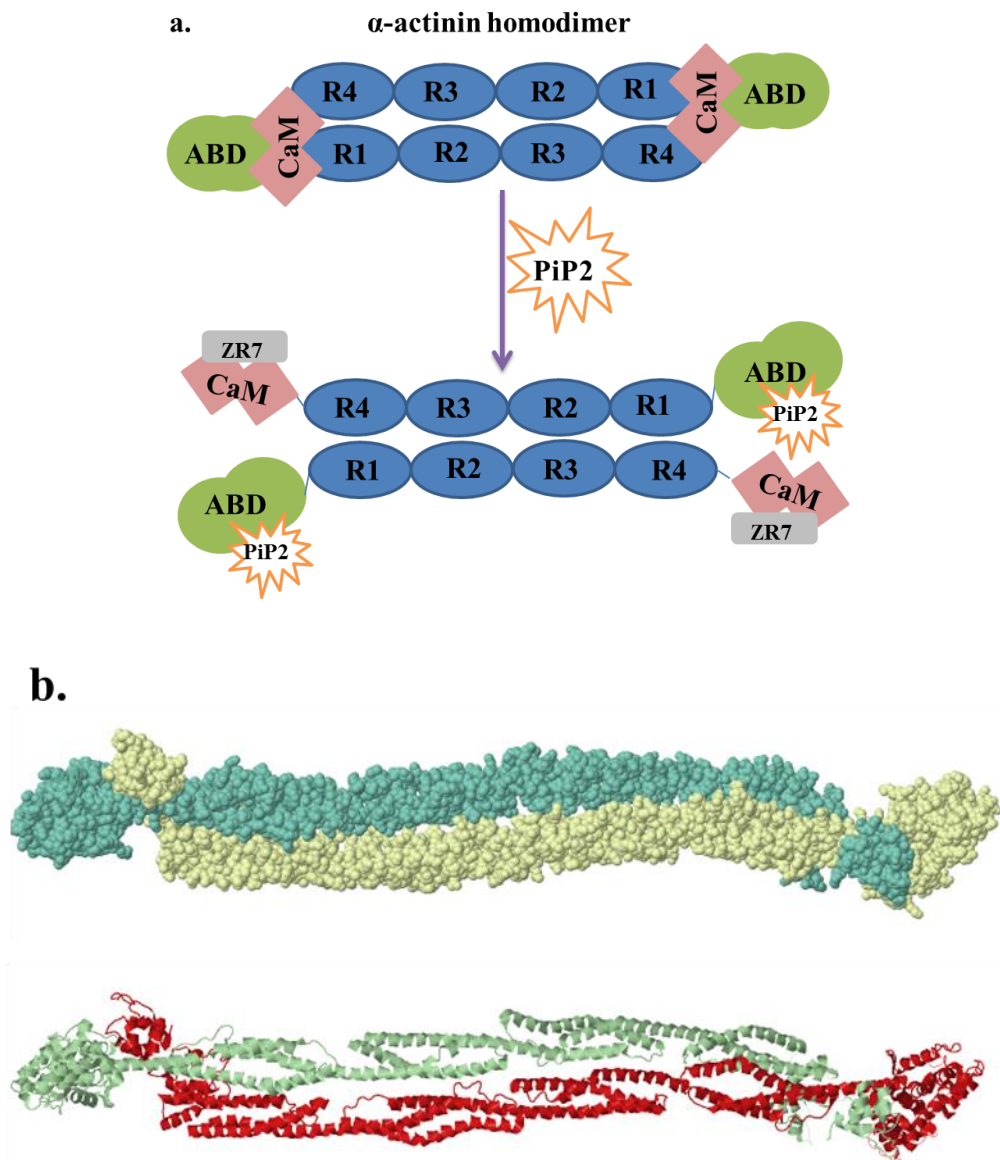 a. α-actinin homodimer
R4 R3 R2 R1 CaM ABD
ABD CaM R1 R2 R3 R4
PiP2
ZR7
CaM R4 R3 R2 R1 ABD
PiP2
ABD R1 R2 R3 R4 CaM
PiP2 ZR7
b.